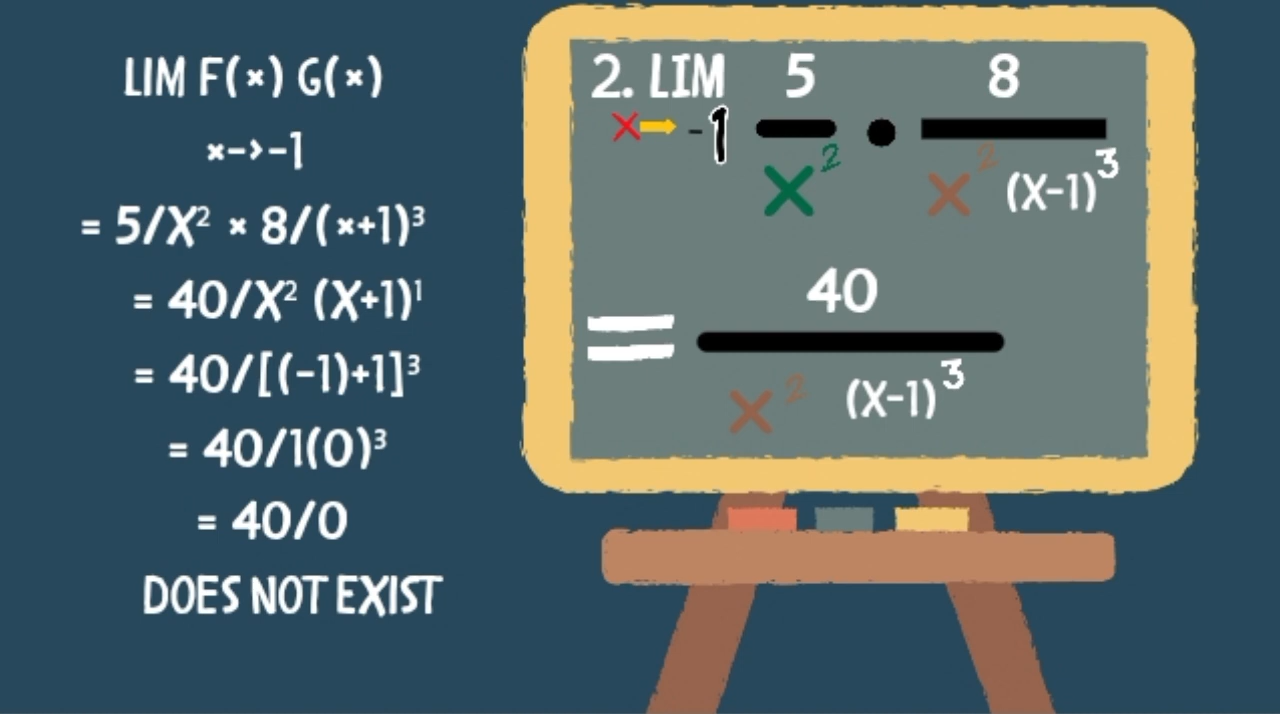 LIM F(×) G(×)
×->-1
= 5/X² × 8/(×+1)³
= 40/X² (X+1)¹
= 40/[(-1)+1]³
= 40/1(0)³
= 40/0
DOES NOT EXIST
2. LIM 5 8
X→ -1 — • —
X² X² (X-1)³
40
= —
X² (X-1)³